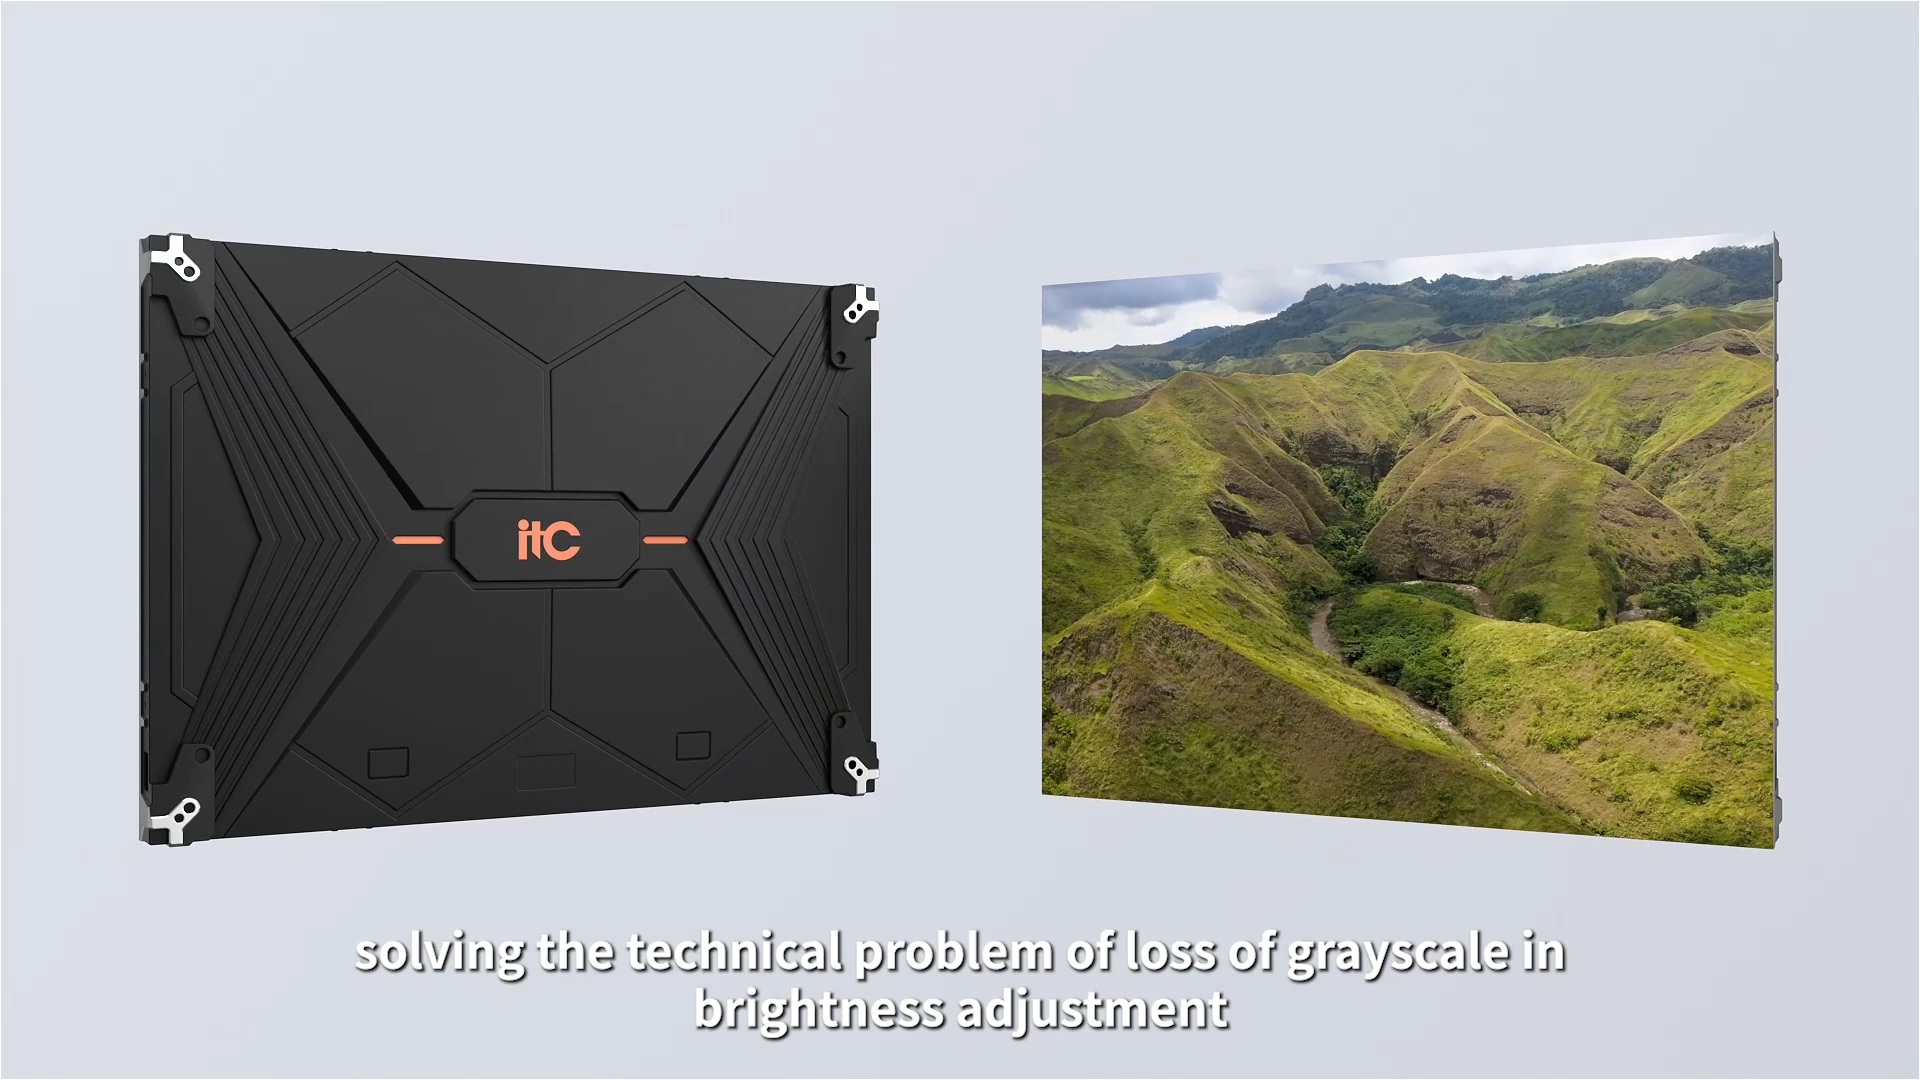 itC
solving the technical problem of loss of grayscale in
brightness adjustment